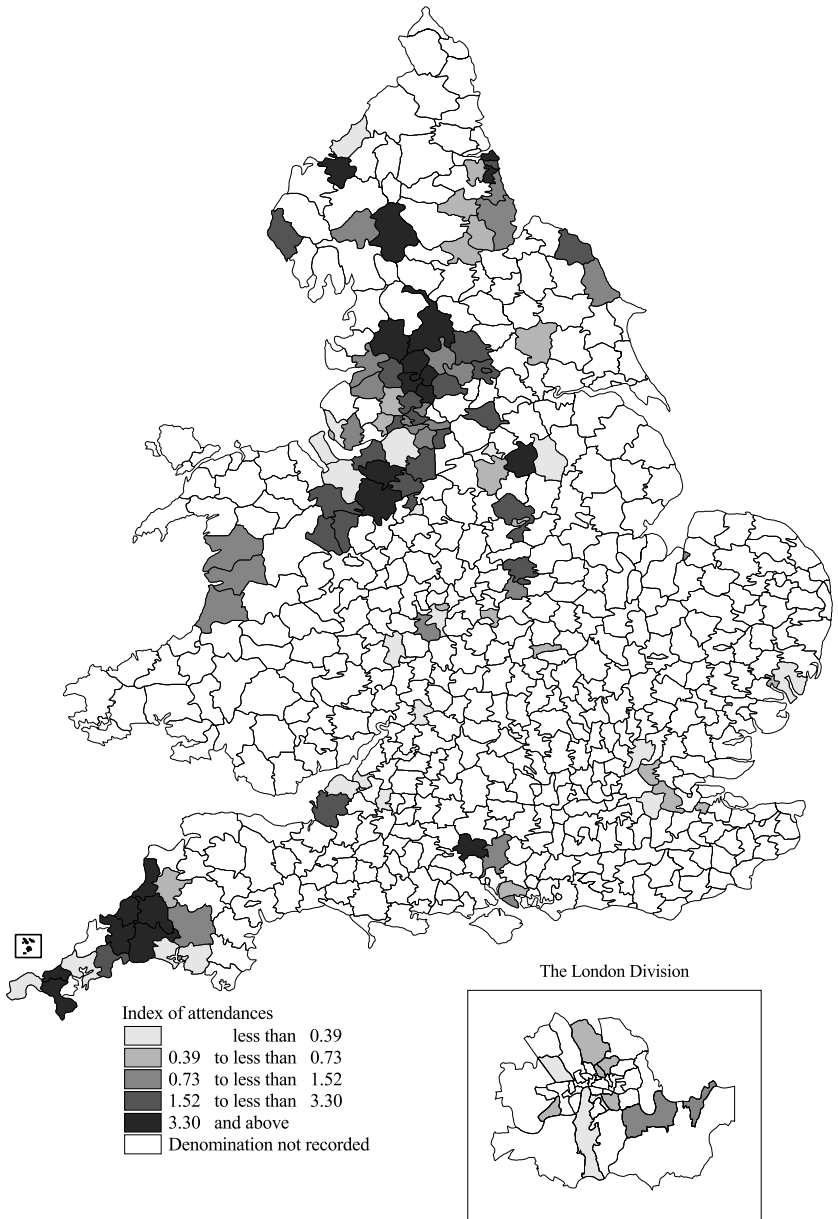 The London Division
Index of attendances
less than 0.39
0.39 to less than 0.73
0.73 to less than 1.52
1.52 to less than 3.30
3.30 and above
Denomination not recorded